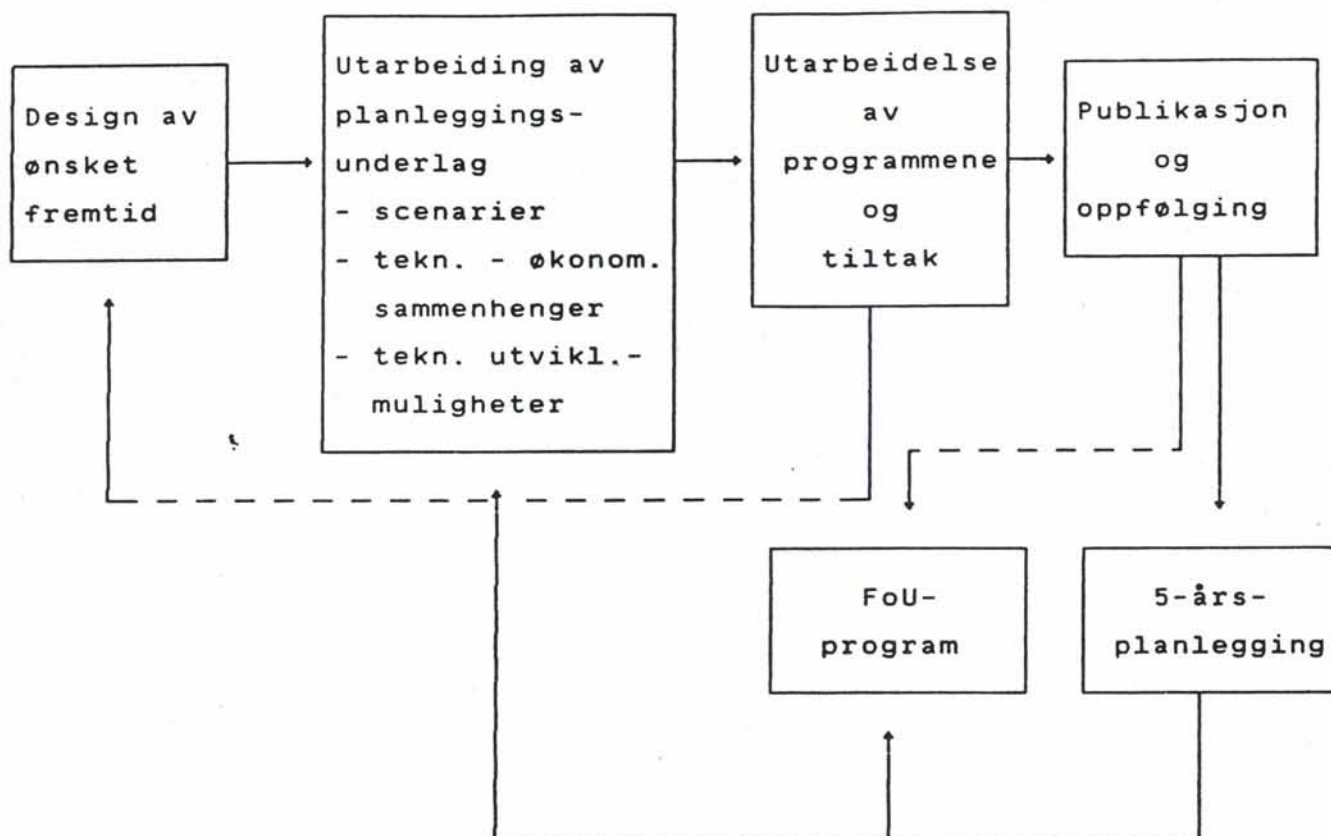 Design av
ønsket
fremtid
Utarbeiding av
planleggings-
underlag
- scenarier
- tekn. - økonom.
sammenhenger
- tekn. utvikl.-
muligheter
Utarbeidelse
av
programmene
og
tiltak
Publikasjon
og
oppfølging
FoU-
program
5-års-
planlegging